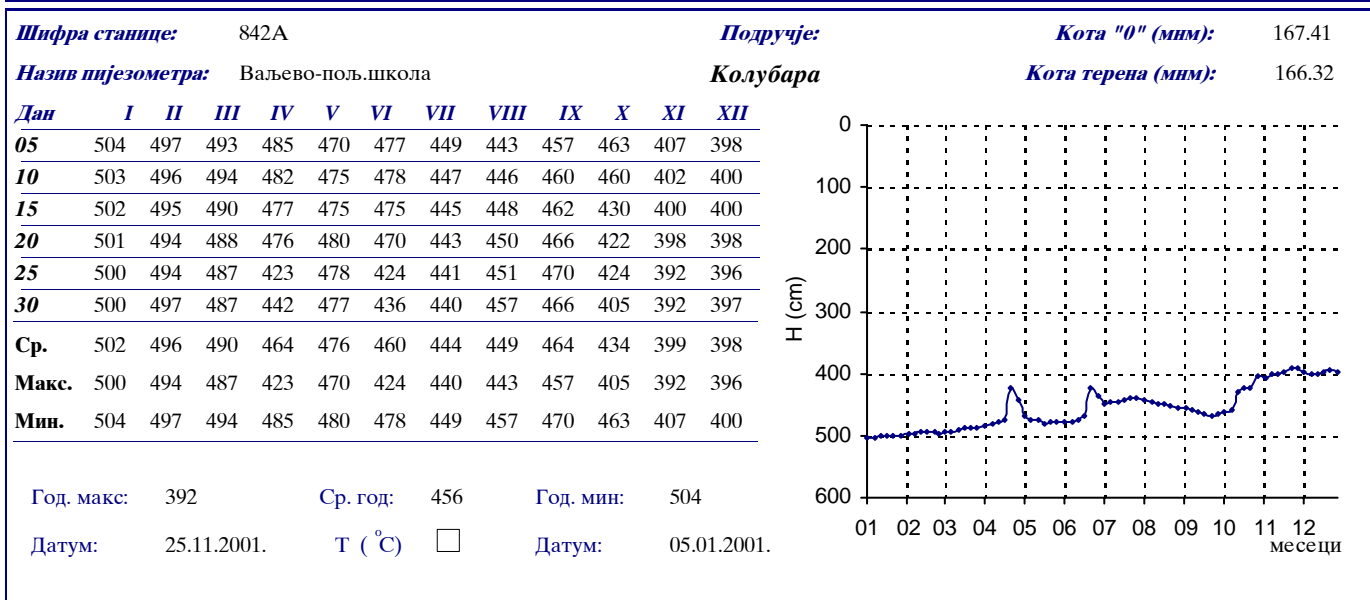 Шифра станице: 842А Подручје: Кота "0" (мнм): 167.41
Назив пијезометра: Ваљево-пољ.школа Колубара Кота терена (мнм): 166.32
Дан I II III IV V VI VII VIII IX X XI XII
05 504 497 493 485 470 477 449 443 457 463 407 398
10 503 496 494 482 475 478 447 446 460 460 402 400
15 502 495 490 477 475 475 445 448 462 430 400 400
20 501 494 488 476 480 470 443 450 466 422 398 398
25 500 494 487 423 478 424 441 451 470 424 392 396
30 500 497 487 442 477 436 440 457 466 405 392 397
Ср. 502 496 490 464 476 460 444 449 464 434 399 398
Макс. 500 494 487 423 470 424 440 443 457 405 392 396
Мин. 504 497 494 485 480 478 449 457 470 463 407 400
Год. макс: 392 Ср. год: 456 Год. мин: 504
Датум: 25.11.2001. Т ( °С) Датум: 05.01.2001.
H (cm)
0
100
200
300
400
500
600
01 02 03 04 05 06 07 08 09 10 11 12
месеци